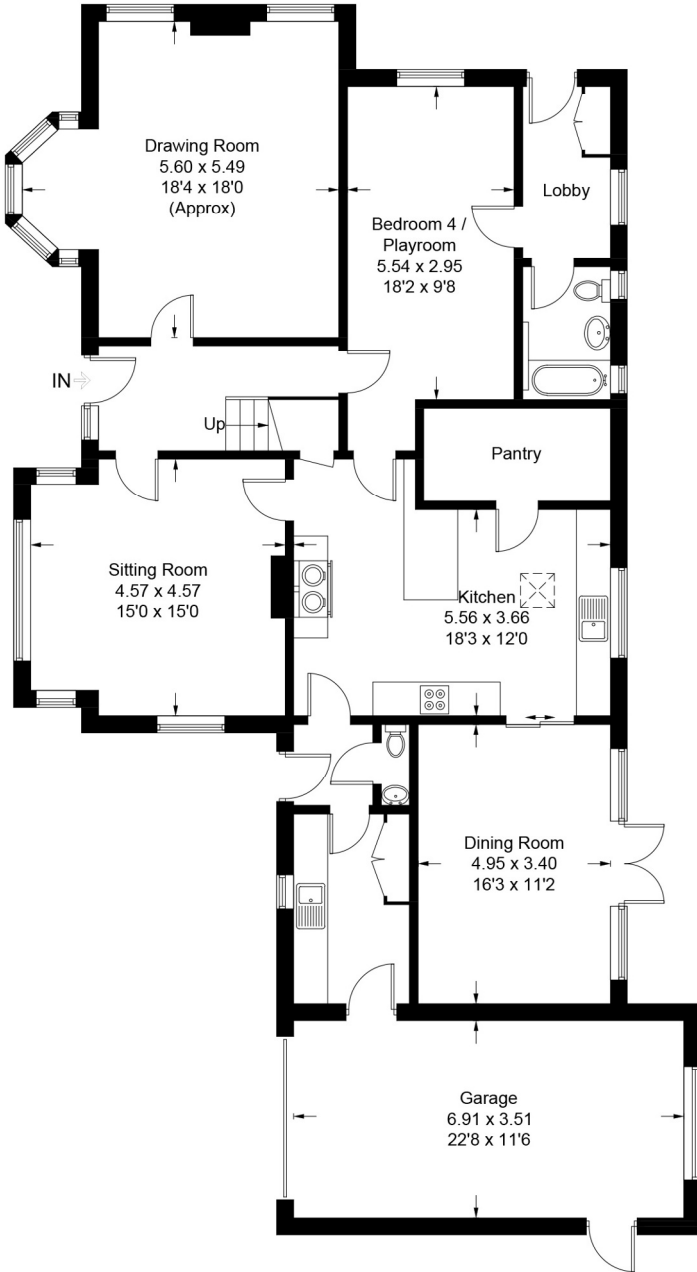 Drawing Room
5.60 x 5.49
18'4 x 18'0
(Approx)
Lobby
Bedroom 4 /
Playroom
5.54 x 2.95
18'2 x 9'8
IN
Up
Pantry
Sitting Room
4.57 x 4.57
15'0 x 15'0
Kitchen
5.56 x 3.66
18'3 x 12'0
Dining Room
4.95 x 3.40
16'3 x 11'2
Garage
6.91 x 3.51
22'8 x 11'6